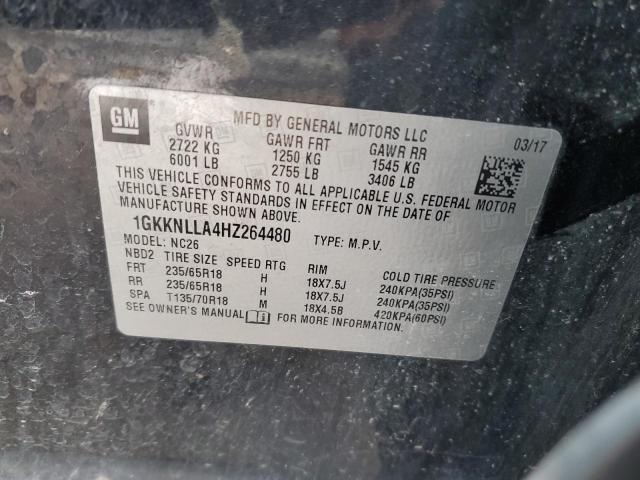 GM
MFD BY GENERAL MOTORS LLC
03/17
GVWR GAWR FRT GAWR RR
2722 KG 1250 KG 1545 KG
6001 LB 2755 LB 3406 LB
THIS VEHICLE CONFORMS TO ALL APPLICABLE U.S. FEDERAL MOTOR
VEHICLE SAFETY STANDARDS IN EFFECT ON THE DATE OF
MANUFACTURE SHOWN ABOVE.
1GKKNLLA4HZ264480 TYPE: M.P.V.
MODEL: NC26
NBD2 TIRE SIZE SPEED RTG RIM COLD TIRE PRESSURE
FRT 235/65R18 H 18X7.5J 240KPA(35PSI)
RR 235/65R18 H 18X7.5J 240KPA(35PSI)
SPA T135/70R18 M 18X4.5B 420KPA(60PSI)
SEE OWNER'S MANUAL FOR MORE INFORMATION.